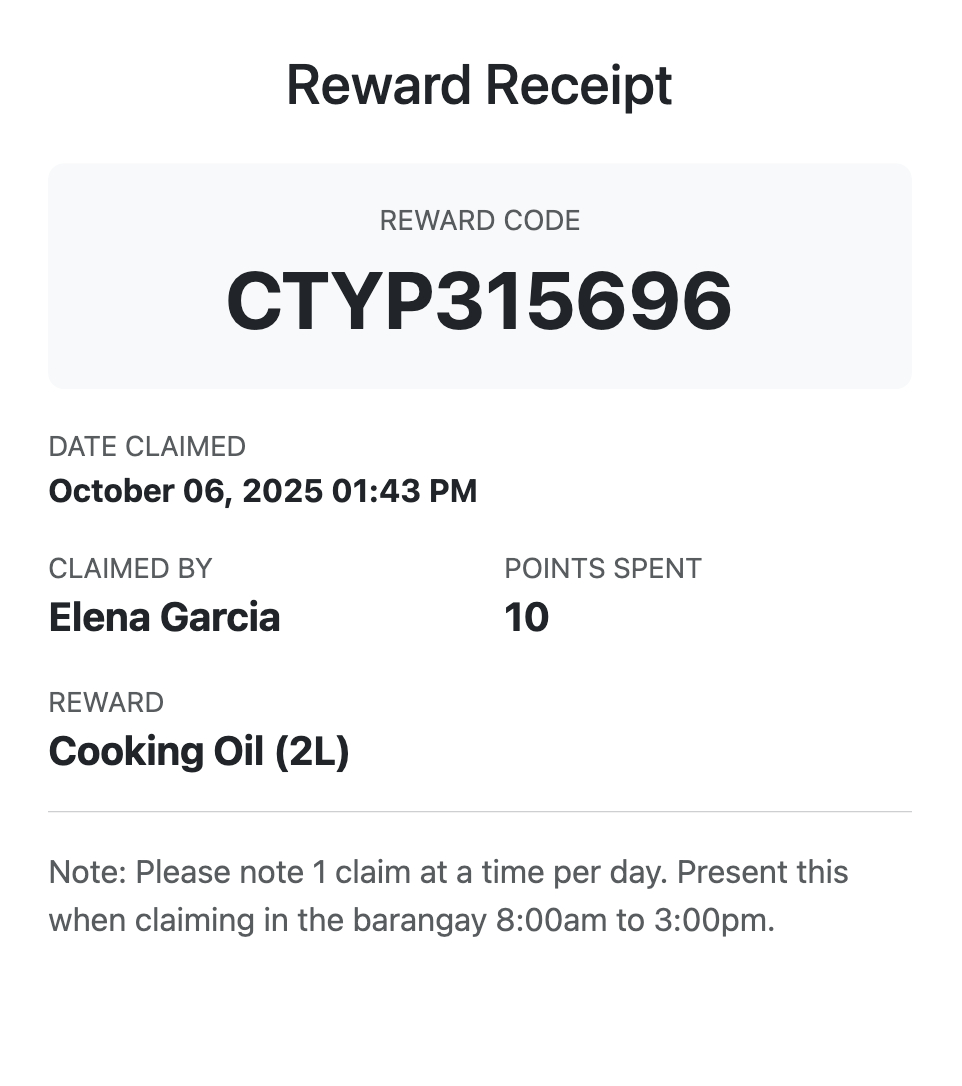 Reward Receipt
REWARD CODE
CTYP315696
DATE CLAIMED
October 06, 2025 01:43 PM
CLAIMED BY
Elena Garcia
POINTS SPENT
10
REWARD
Cooking Oil (2L)
Note: Please note 1 claim at a time per day. Present this
when claiming in the barangay 8:00am to 3:00pm.